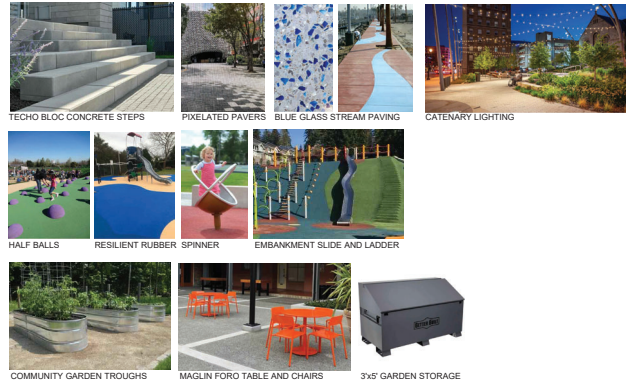 TECHO BLOC CONCRETE STEPS
PIXELATED PAVERS
BLUE GLASS STREAM PAVING
CATENARY LIGHTING
HALF BALLS
RESILIENT RUBBER
SPINNER
EMBANKMENT SLIDE AND LADDER
COMMUNITY GARDEN TROUGHS
MAGLIN FORO TABLE AND CHAIRS
3'x5' GARDEN STORAGE